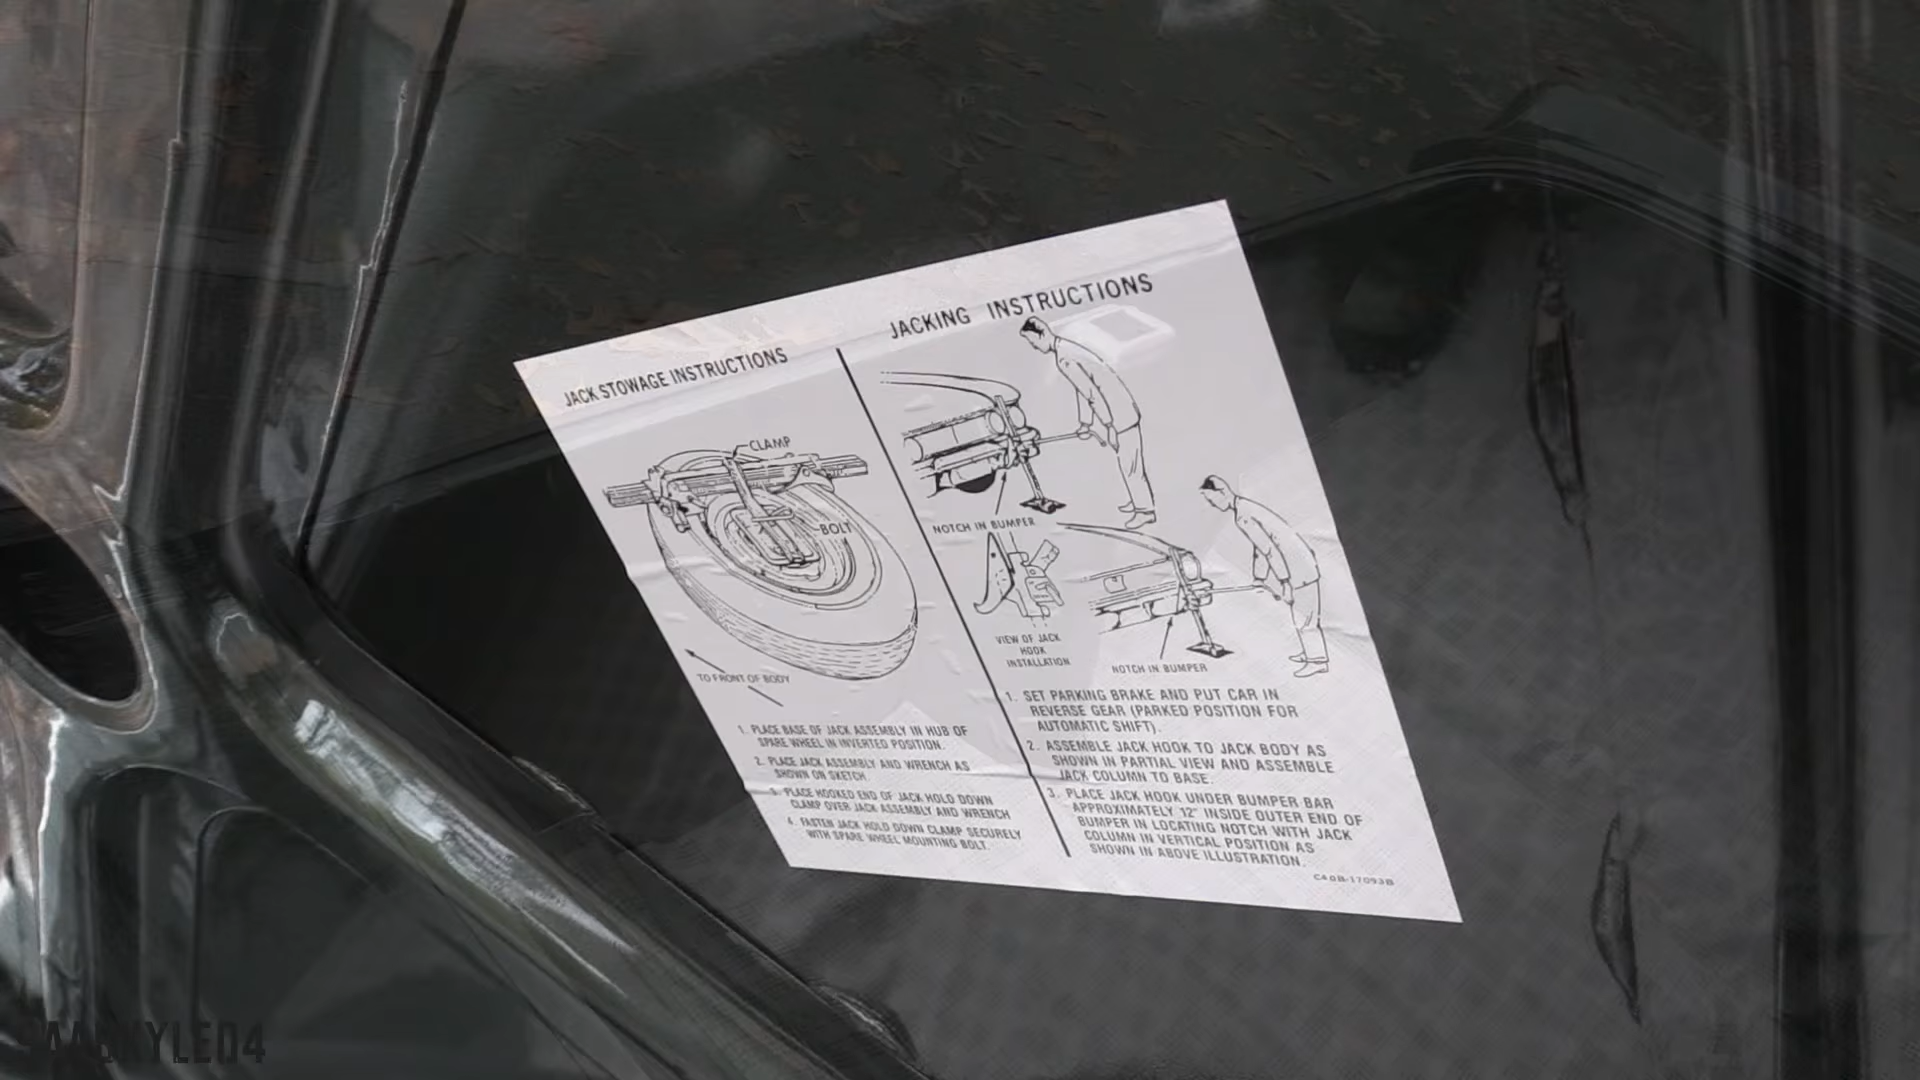 JACK STOWAGE INSTRUCTIONS
CLAMP
BOLT
TO FRONT OF BODY
1. PLACE BASE OF JACK ASSEMBLY IN HUB OF
SPARE WHEEL IN INVERTED POSITION.
2. PLACE JACK ASSEMBLY AND WRENCH AS
SHOWN ON SKETCH.
3. PLACE HOOKED END OF JACK HOLD DOWN
CLAMP OVER JACK ASSEMBLY AND WRENCH
4. FASTEN JACK HOLD DOWN CLAMP SECURELY
WITH SPARE WHEEL MOUNTING BOLT.
JACKING INSTRUCTIONS
NOTCH IN BUMPER
VIEW OF JACK
HOOK
INSTALLATION
NOTCH IN BUMPER
1. SET PARKING BRAKE AND PUT CAR IN
REVERSE GEAR (PARKED POSITION FOR
AUTOMATIC SHIFT).
2. ASSEMBLE JACK HOOK TO JACK BODY AS
SHOWN IN PARTIAL VIEW AND ASSEMBLE
JACK COLUMN TO BASE.
3. PLACE JACK HOOK UNDER BUMPER BAR
APPROXIMATELY 12" INSIDE OUTER END OF
BUMPER IN LOCATING NOTCH WITH JACK
COLUMN IN VERTICAL POSITION AS
SHOWN IN ABOVE ILLUSTRATION.